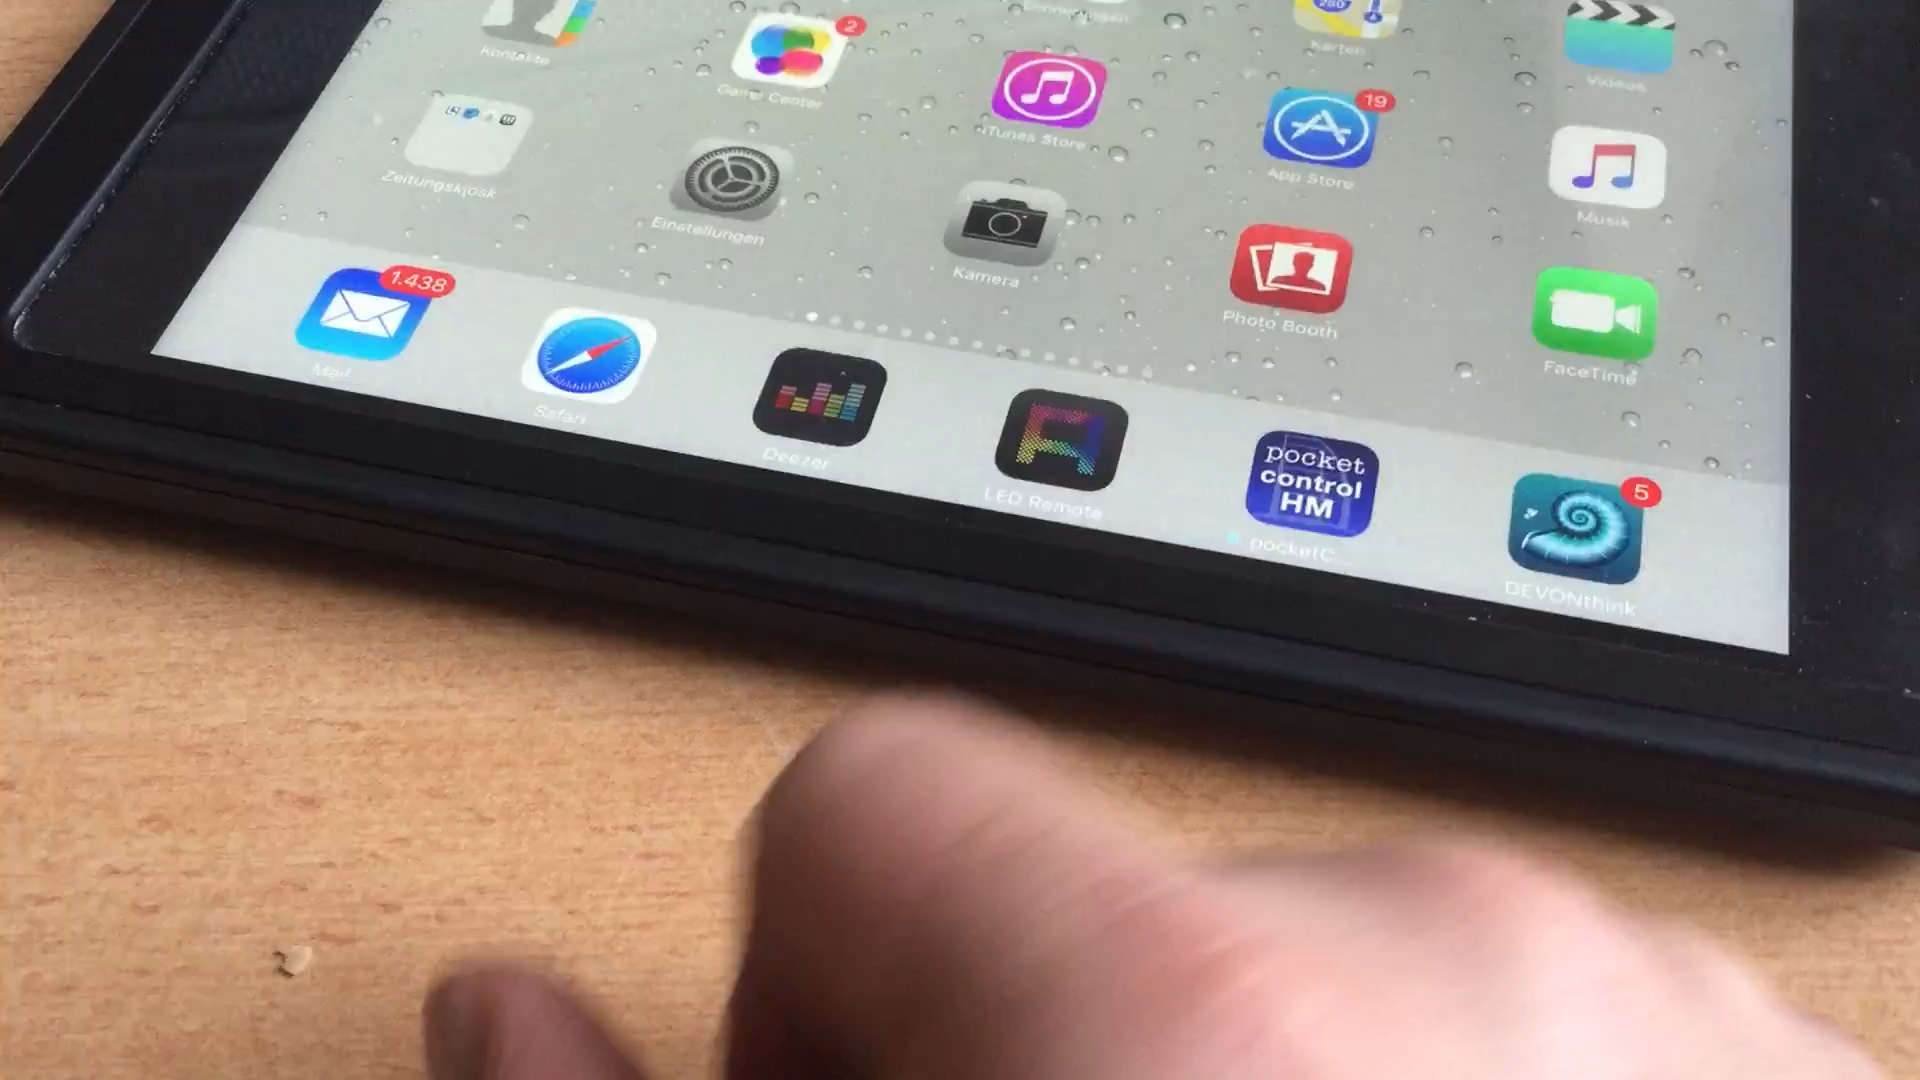 Kontakte
2
Game Center
Einstellungen
iTunes Store
Karten
280
19
App Store
Videos
Musik
Zeitungskiosk
Kamera
Photo Booth
FaceTime
1.438
Mail
Safari
Deezer
LED Remote
pocket
control
HM
pocketC...
5
DEVONthink